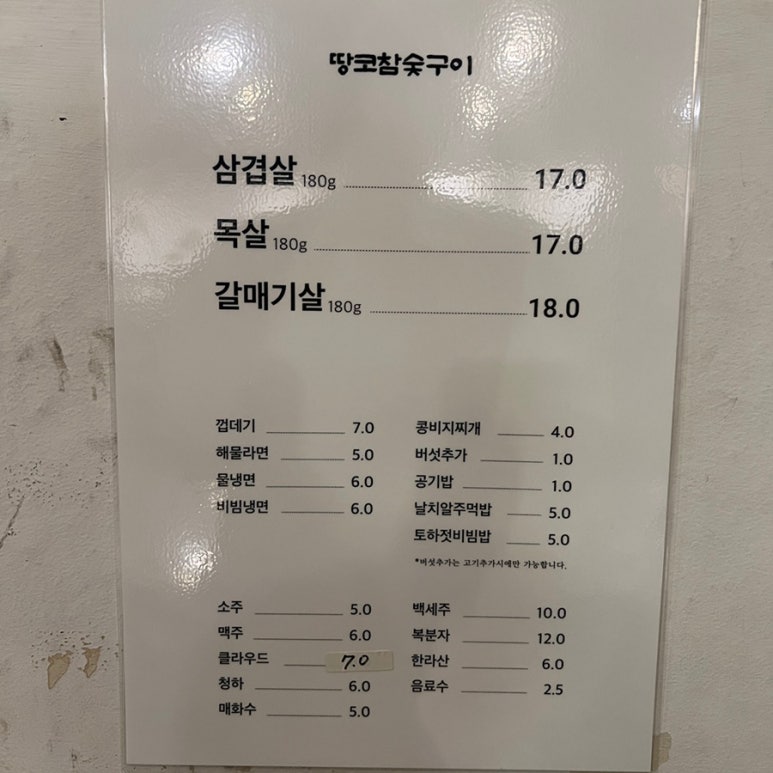 땅코참숯구이
삼겹살 180g 17.0
목살 180g 17.0
갈매기살 180g 18.0
껍데기 7.0
해물라면 5.0
물냉면 6.0
비빔냉면 6.0
콩비지찌개 4.0
버섯추가 1.0
공기밥 1.0
날치알주먹밥 5.0
토하젓비빔밥 5.0
*버섯추가는 고기추가시에만 가능합니다.
소주 5.0
맥주 6.0
클라우드 7.0
청하 6.0
매화수 5.0
백세주 10.0
복분자 12.0
한라산 6.0
음료수 2.5